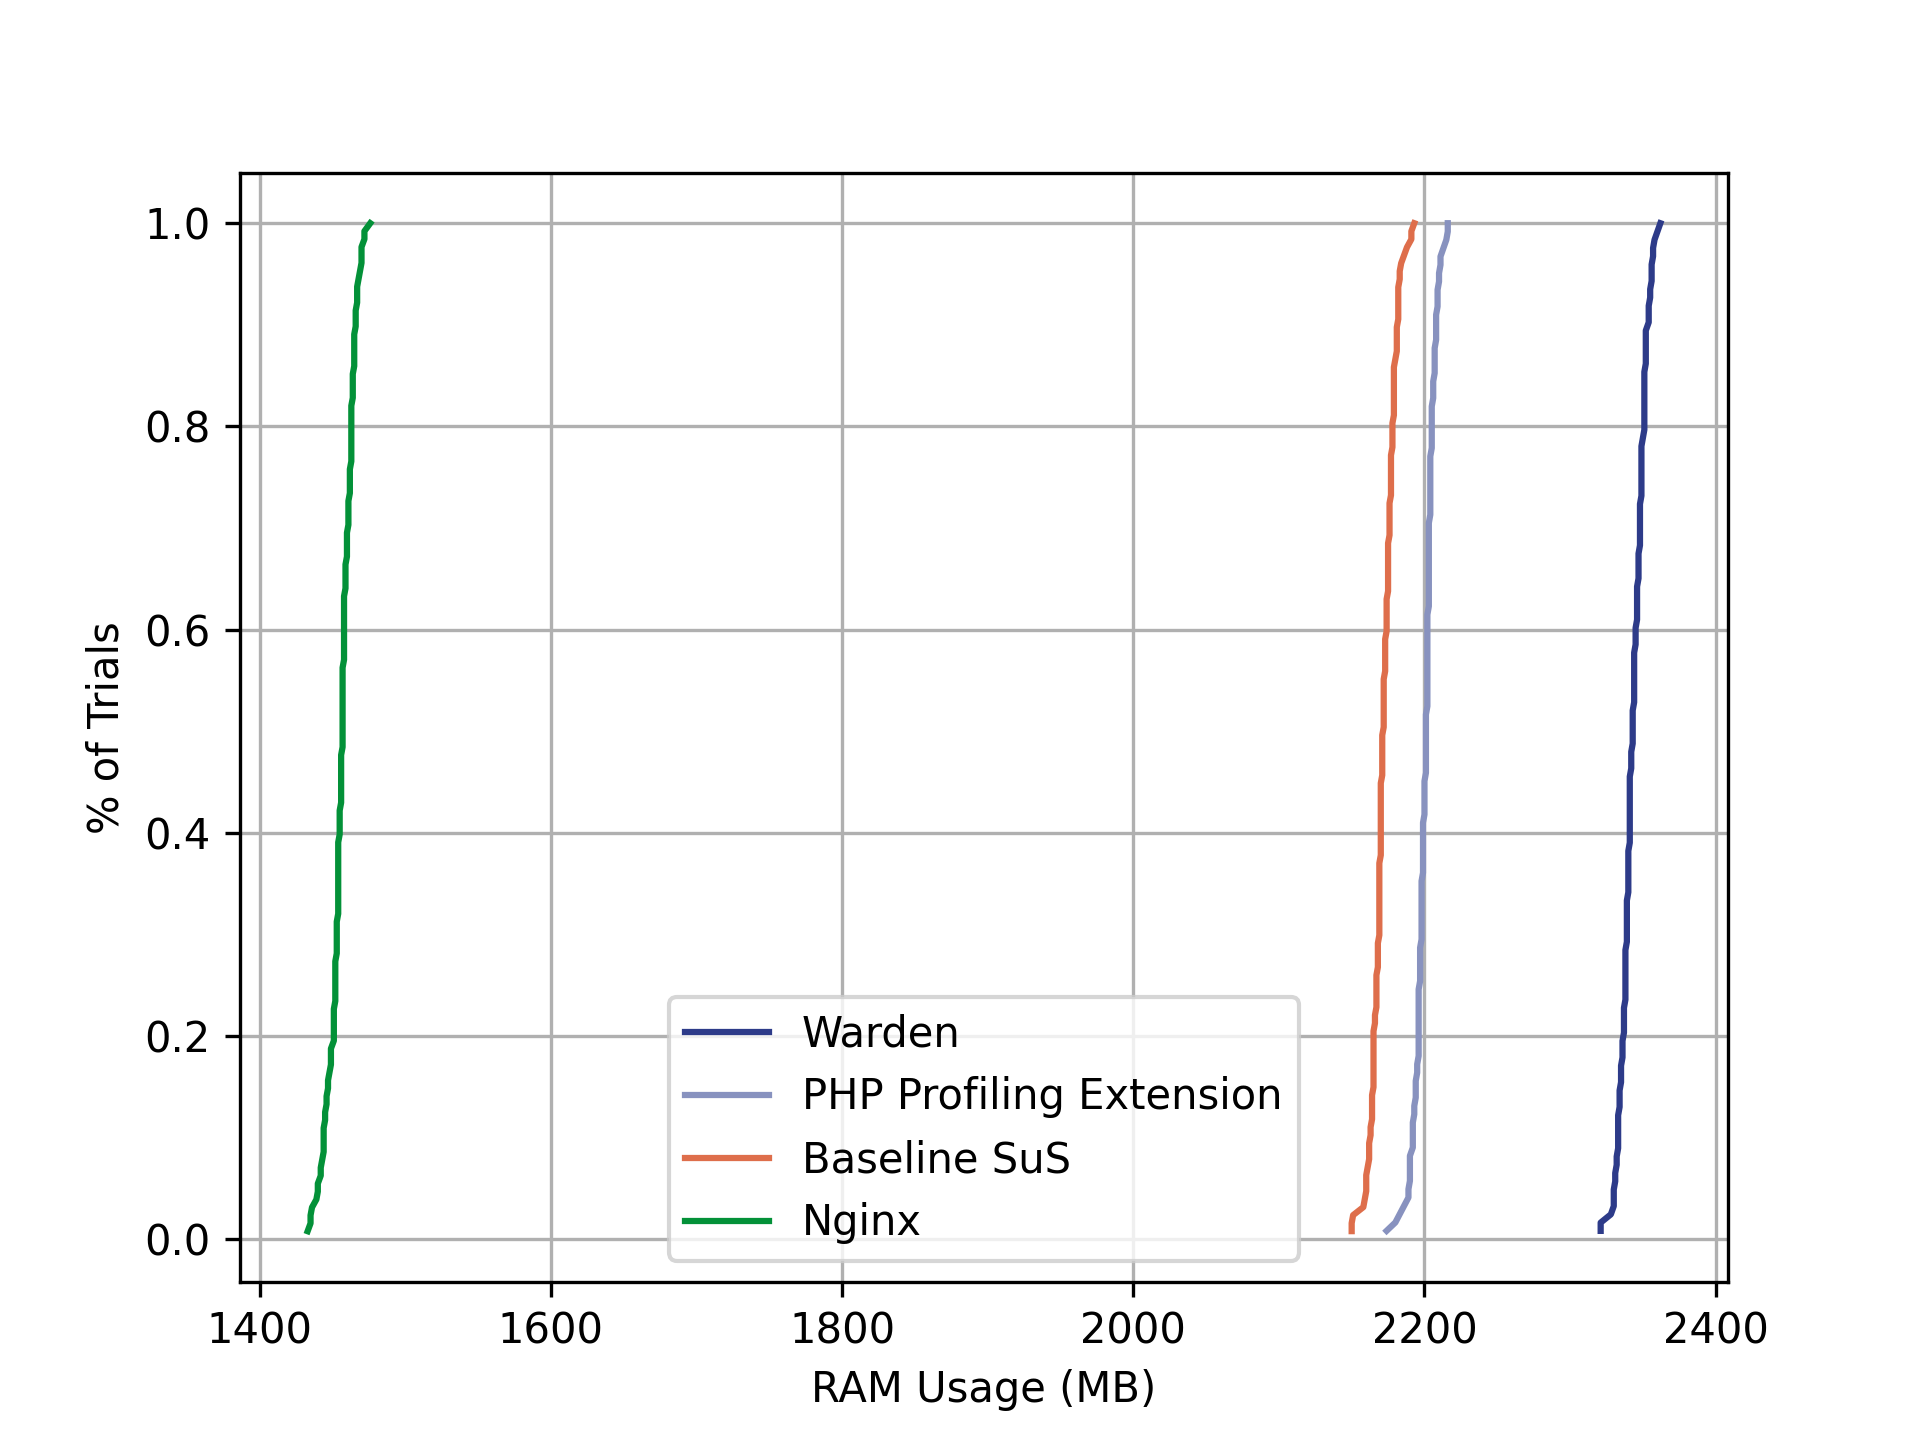 1.0
0.8
0.6
0.4
0.2
0.0
% of Trials
Warden
PHP Profiling Extension
Baseline SuS
Nginx
1400 1600 1800 2000 2200 2400
RAM Usage (MB)